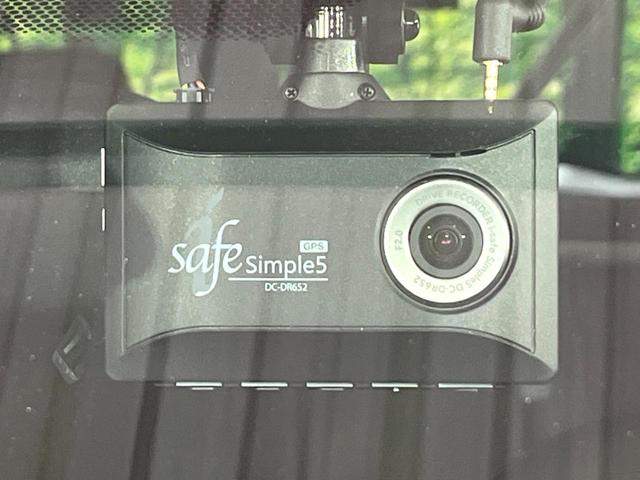 i safe
GPS
Simple5
DC-DR652
DRIVE RECORDER i-safe Simple5 DC-DR652
F2.0